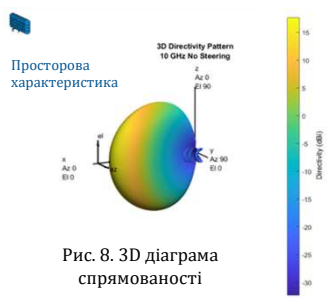 3D Directivity Pattern
10 GHz No Steering
Просторова
характеристика
z
Az 0
El 90
el
x
Az 0
El 0
az
y
Az 90
El 0
15
10
5
0
-5
-10
-15
-20
-25
-30
Directivity (dBi)
Рис. 8. 3D діаграма
спрямованості